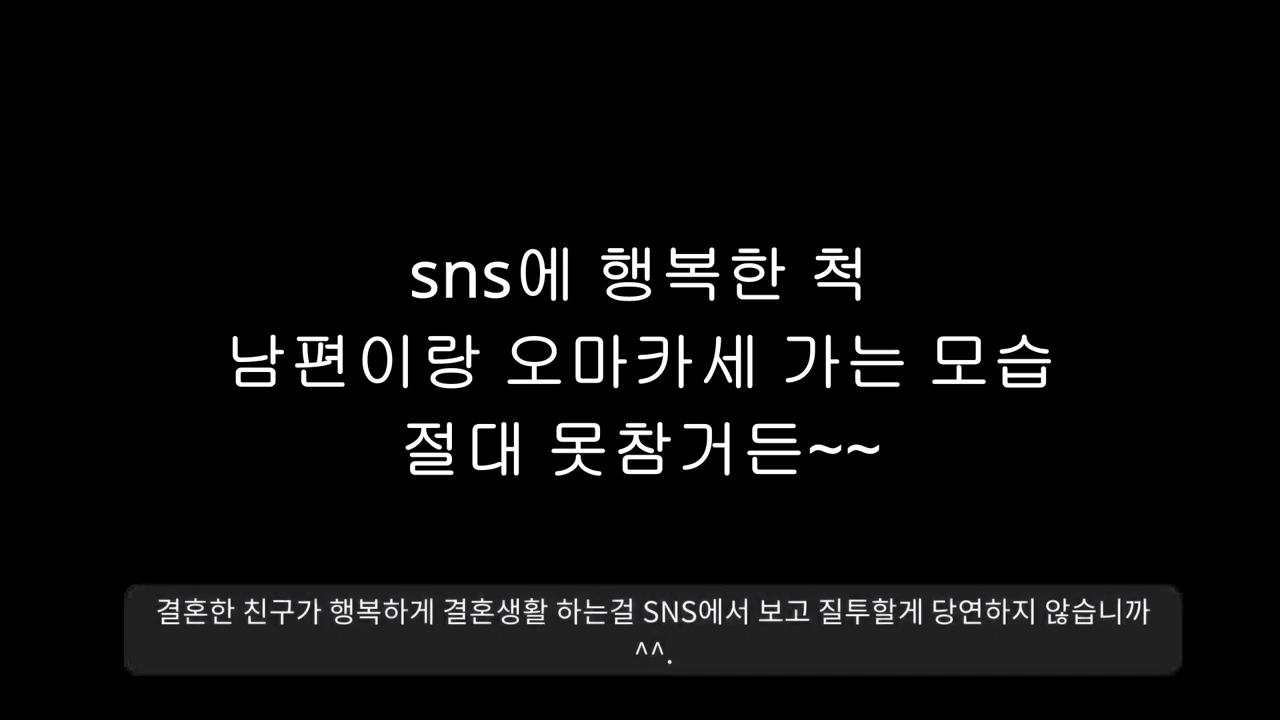 sns에 행복한 척
남편이랑 오마카세 가는 모습
절대 못참거든~~
결혼한 친구가 행복하게 결혼생활 하는걸 SNS에서 보고 질투할게 당연하지 않습니까
^^.